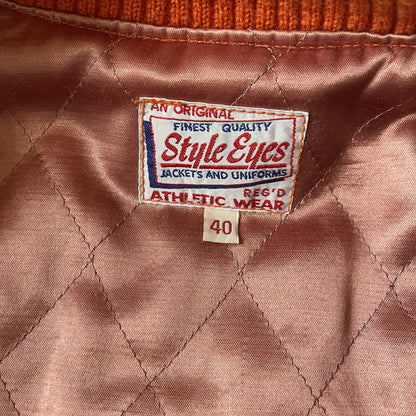 AN ORIGINAL
FINEST QUALITY
Style Eyes
JACKETS AND UNIFORMS
REG'D
ATHLETIC WEAR
40